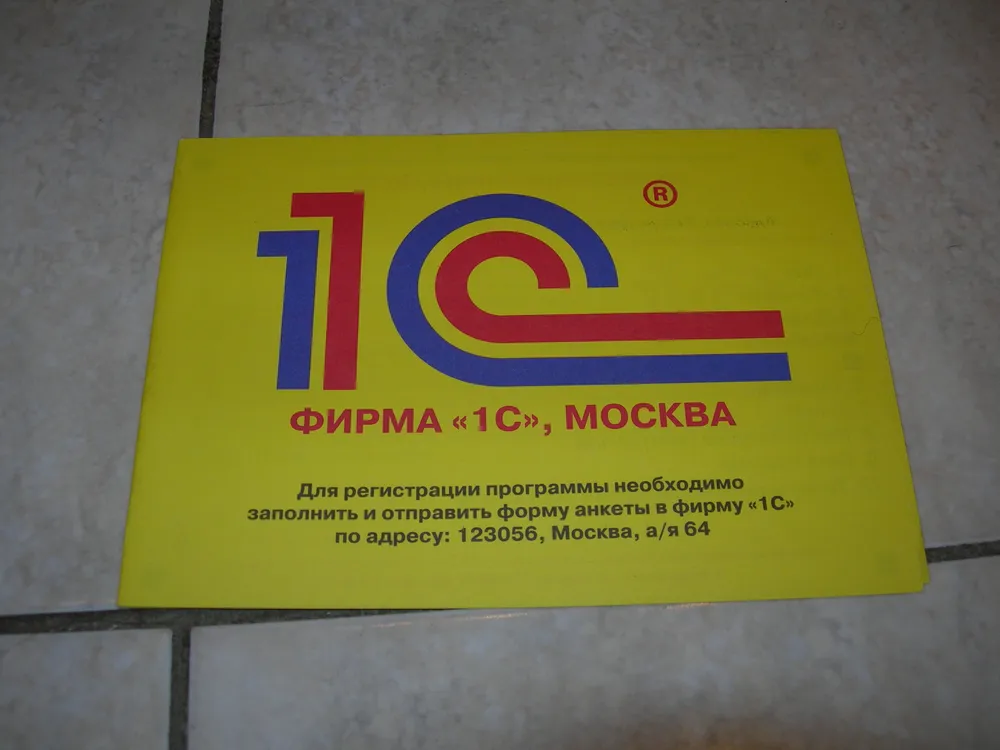 1С®
ФИРМА «1С», МОСКВА
Для регистрации программы необходимо
заполнить и отправить форму анкеты в фирму «1С»
по адресу: 123056, Москва, а/я 64